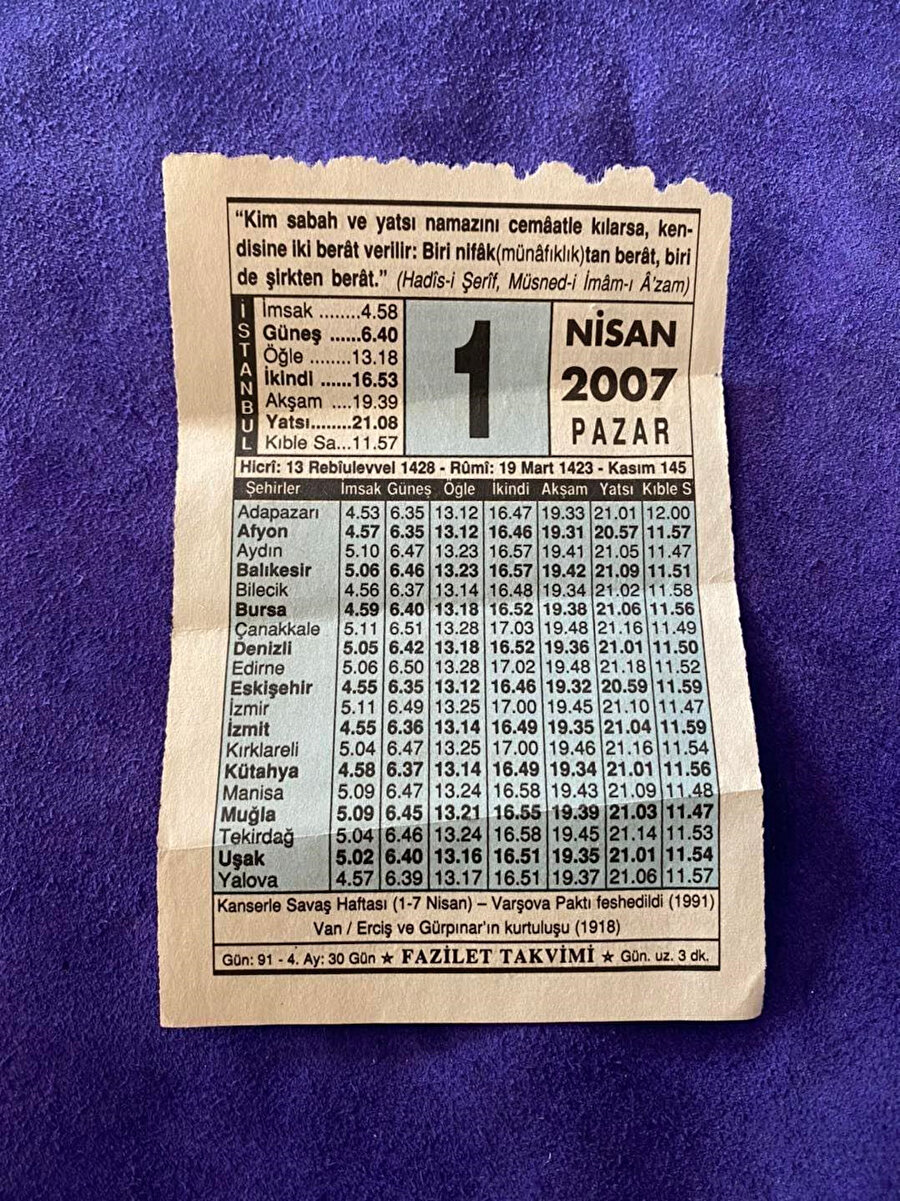 “Kim sabah ve yatsı namazını cemâatle kılarsa, ken-
disine iki berât verilir: Biri nifâk(münâfıklık)tan berât, biri
de şirkten berât.” (Hadîs-i Şerîf, Müsned-i İmâm-ı Â'zam)
İSTANBUL
İmsak ........4.58
Güneş ......6.40
Öğle ........13.18
İkindi ......16.53
Akşam ....19.39
Yatsı........21.08
Kıble Sa...11.57
1
NİSAN
2007
PAZAR
Hicrî: 13 Rebîulevvel 1428 - Rûmî: 19 Mart 1423 - Kasım 145
Şehirler İmsak Güneş Öğle İkindi Akşam Yatsı Kıble S
Adapazarı 4.53 6.35 13.12 16.47 19.33 21.01 12.00
Afyon 4.57 6.35 13.12 16.46 19.31 20.57 11.57
Aydın 5.10 6.47 13.23 16.57 19.41 21.05 11.47
Balıkesir 5.06 6.46 13.23 16.57 19.42 21.09 11.51
Bilecik 4.56 6.37 13.14 16.48 19.34 21.02 11.58
Bursa 4.59 6.40 13.18 16.52 19.38 21.06 11.56
Çanakkale 5.11 6.51 13.28 17.03 19.48 21.16 11.49
Denizli 5.05 6.42 13.18 16.52 19.36 21.01 11.50
Edirne 5.06 6.50 13.28 17.02 19.48 21.18 11.52
Eskişehir 4.55 6.35 13.12 16.46 19.32 20.59 11.59
İzmir 5.11 6.49 13.25 17.00 19.45 21.10 11.47
İzmit 4.55 6.36 13.14 16.49 19.35 21.04 11.59
Kırklareli 5.04 6.47 13.25 17.00 19.46 21.16 11.54
Kütahya 4.58 6.37 13.14 16.49 19.34 21.01 11.56
Manisa 5.09 6.47 13.24 16.58 19.43 21.09 11.48
Muğla 5.09 6.45 13.21 16.55 19.39 21.03 11.47
Tekirdağ 5.04 6.46 13.24 16.58 19.45 21.14 11.53
Uşak 5.02 6.40 13.16 16.51 19.35 21.01 11.54
Yalova 4.57 6.39 13.17 16.51 19.37 21.06 11.57
Kanserle Savaş Haftası (1-7 Nisan) – Varşova Paktı feshedildi (1991)
Van / Erciş ve Gürpınar'ın kurtuluşu (1918)
Gün: 91 - 4. Ay: 30 Gün ★ FAZİLET TAKVİMİ ★ Gün. uz. 3 dk.